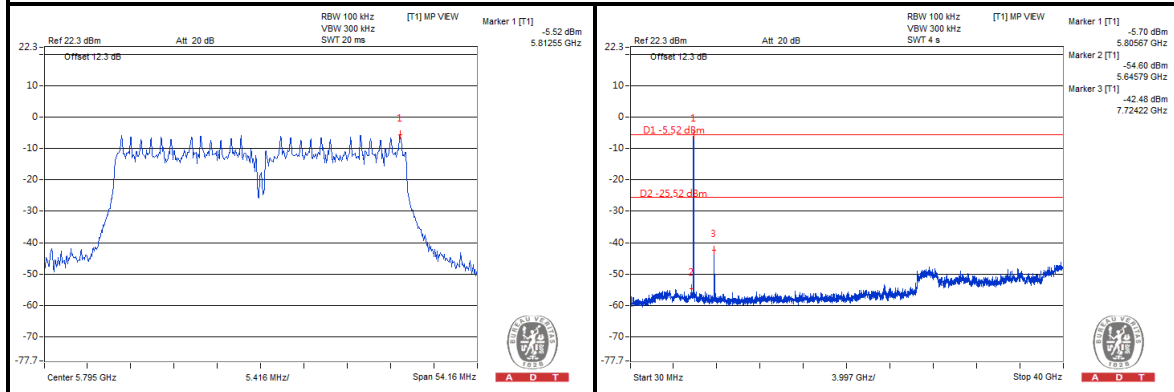 RBW 100 kHz
[T1] MP VIEW
VBW 300 kHz
Ref 22.3 dBm
Att 20 dB
SWT 20 ms
Marker 1 [T1]
-5.52 dBm
5.81255 GHz
22.3
Offset 12.3 dB
10
0
1
-10
-20
-30
-40
-50
-60
-70
-77.7
Center 5.795 GHz
5.416 MHz/
Span 54.16 MHz
BUREAU VERITAS
1828
A D T
RBW 100 kHz
[T1] MP VIEW
VBW 300 kHz
Ref 22.3 dBm
Att 20 dB
SWT 4 s
Marker 1 [T1]
-5.70 dBm
5.80567 GHz
Marker 2 [T1]
-54.60 dBm
5.64579 GHz
Marker 3 [T1]
-42.48 dBm
7.72422 GHz
22.3
Offset 12.3 dB
10
0
1
D1 -5.52 dBm
-10
-20
D2 -25.52 dBm
-30
3
-40
2
-50
-60
-70
-77.7
Start 30 MHz
3.997 GHz/
Stop 40 GHz
BUREAU VERITAS
1828
A D T